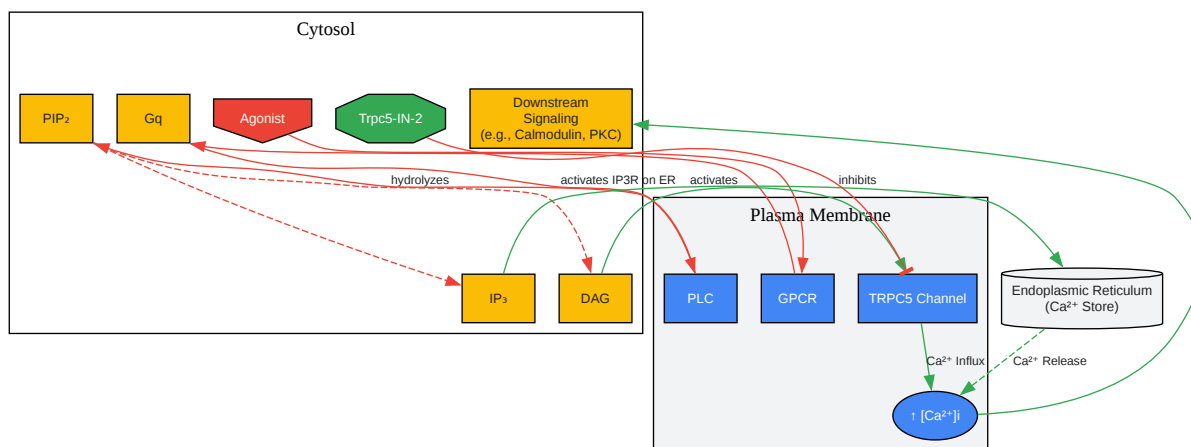 Cytosol
PIP₂
Gq
Agonist
Trpc5-IN-2
Downstream
Signaling
(e.g., Calmodulin, PKC)
hydrolyzes
activates IP3R on ER
activates
inhibits
Plasma Membrane
IP₃
DAG
PLC
GPCR
TRPC5 Channel
Endoplasmic Reticulum
(Ca²⁺ Store)
Ca²⁺ Influx
Ca²⁺ Release
↑ [Ca²⁺]i